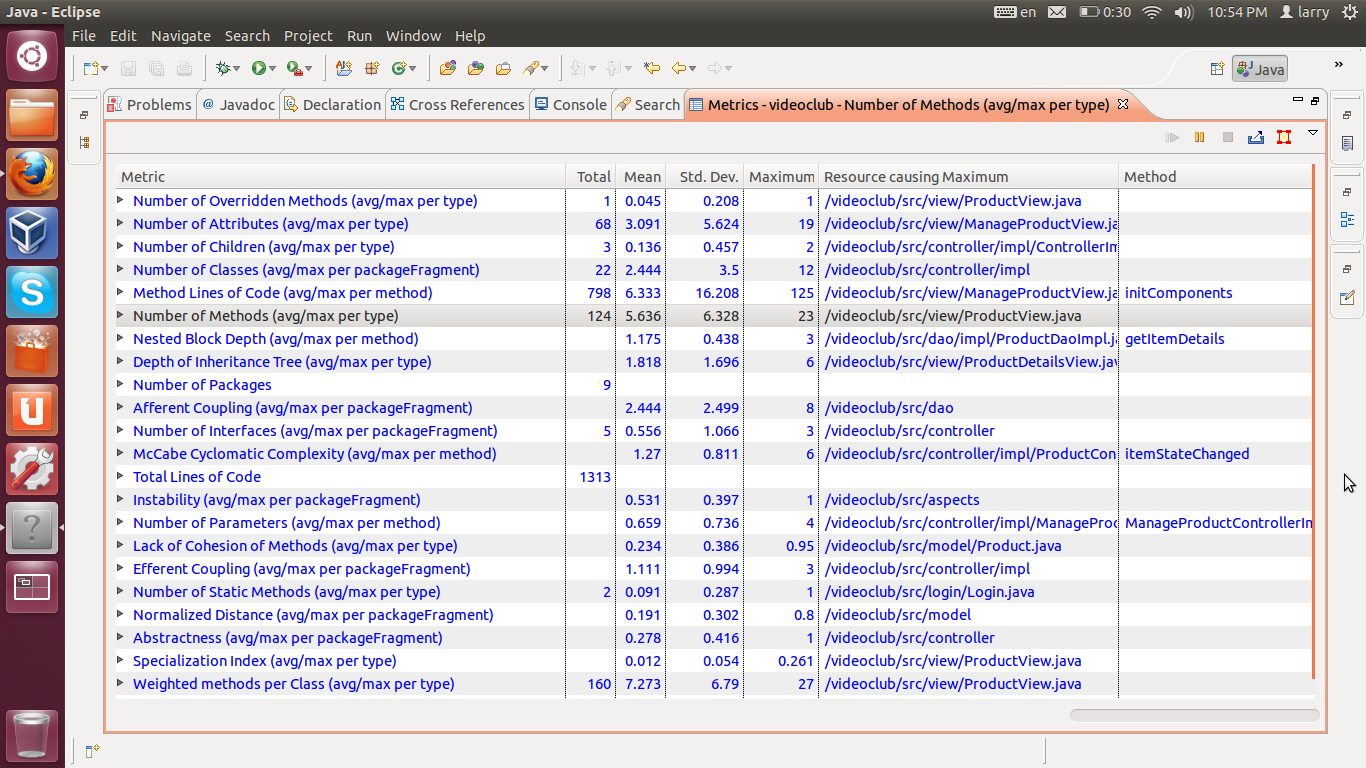 Java - Eclipse en 0:30 10:54 PM larry
File Edit Navigate Search Project Run Window Help
Java »
Problems @ Javadoc Declaration Cross References Console Search Metrics - videoclub - Number of Methods (avg/max per type)
Metric Total Mean Std. Dev. Maximum Resource causing Maximum Method
Number of Overridden Methods (avg/max per type) 1 0.045 0.208 1 /videoclub/src/view/ProductView.java
Number of Attributes (avg/max per type) 68 3.091 5.624 19 /videoclub/src/view/ManageProductView.ja
Number of Children (avg/max per type) 3 0.136 0.457 2 /videoclub/src/controller/impl/ControllerIm
Number of Classes (avg/max per packageFragment) 22 2.444 3.5 12 /videoclub/src/controller/impl
Method Lines of Code (avg/max per method) 798 6.333 16.208 125 /videoclub/src/view/ManageProductView.ja initComponents
Number of Methods (avg/max per type) 124 5.636 6.328 23 /videoclub/src/view/ProductView.java
Nested Block Depth (avg/max per method) 1.175 0.438 3 /videoclub/src/dao/impl/ProductDaoImpl.ja getItemDetails
Depth of Inheritance Tree (avg/max per type) 1.818 1.696 6 /videoclub/src/view/ProductDetailsView.jav
Number of Packages 9
Afferent Coupling (avg/max per packageFragment) 2.444 2.499 8 /videoclub/src/dao
Number of Interfaces (avg/max per packageFragment) 5 0.556 1.066 3 /videoclub/src/controller
McCabe Cyclomatic Complexity (avg/max per method) 1.27 0.811 6 /videoclub/src/controller/impl/ProductCon itemStateChanged
Total Lines of Code 1313
Instability (avg/max per packageFragment) 0.531 0.397 1 /videoclub/src/aspects
Number of Parameters (avg/max per method) 0.659 0.736 4 /videoclub/src/controller/impl/ManageProd ManageProductControllerIm
Lack of Cohesion of Methods (avg/max per type) 0.234 0.386 0.95 /videoclub/src/model/Product.java
Efferent Coupling (avg/max per packageFragment) 1.111 0.994 3 /videoclub/src/controller/impl
Number of Static Methods (avg/max per type) 2 0.091 0.287 1 /videoclub/src/login/Login.java
Normalized Distance (avg/max per packageFragment) 0.191 0.302 0.8 /videoclub/src/model
Abstractness (avg/max per packageFragment) 0.278 0.416 1 /videoclub/src/controller
Specialization Index (avg/max per type) 0.012 0.054 0.261 /videoclub/src/view/ProductView.java
Weighted methods per Class (avg/max per type) 160 7.273 6.79 27 /videoclub/src/view/ProductView.java